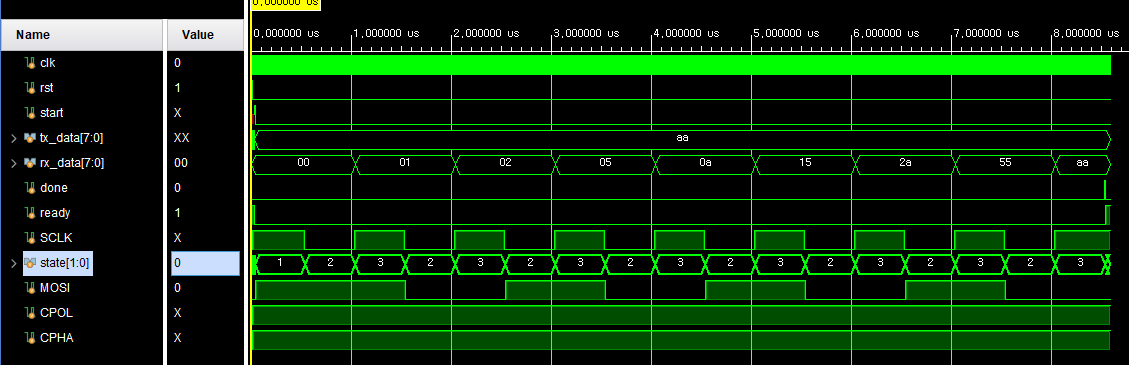 0.000000 us
Name Value
0.000000 us 1.000000 us 2.000000 us 3.000000 us 4.000000 us 5.000000 us 6.000000 us 7.000000 us 8.000000 us
clk 0
rst 1
start X
tx_data[7:0] XX aa
rx_data[7:0] 00 00 01 02 05 0a 15 2a 55 aa
done 0
ready 1
SCLK X
state[1:0] 0 1 2 3 2 3 2 3 2 3 2 3 2 3 2 3 2 3
MOSI 0
CPOL X
CPHA X